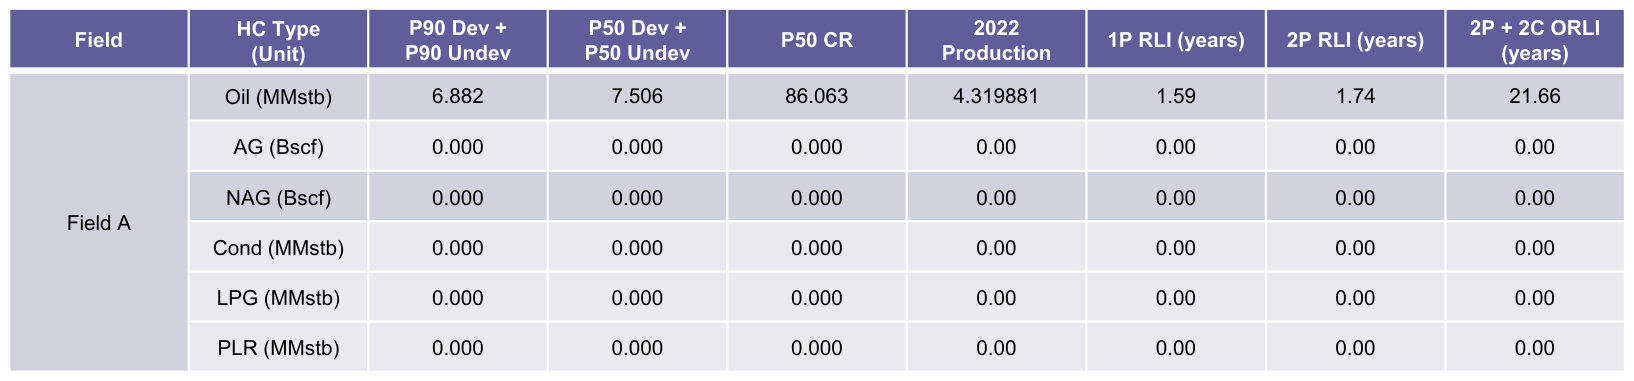 Field HC Type (Unit) P90 Dev + P90 Undev P50 Dev + P50 Undev P50 CR 2022 Production 1P RLI (years) 2P RLI (years) 2P + 2C ORLI (years)
Field A
Oil (MMstb) 6.882 7.506 86.063 4.319881 1.59 1.74 21.66
AG (Bscf) 0.000 0.000 0.000 0.00 0.00 0.00 0.00
NAG (Bscf) 0.000 0.000 0.000 0.00 0.00 0.00 0.00
Cond (MMstb) 0.000 0.000 0.000 0.00 0.00 0.00 0.00
LPG (MMstb) 0.000 0.000 0.000 0.00 0.00 0.00 0.00
PLR (MMstb) 0.000 0.000 0.000 0.00 0.00 0.00 0.00